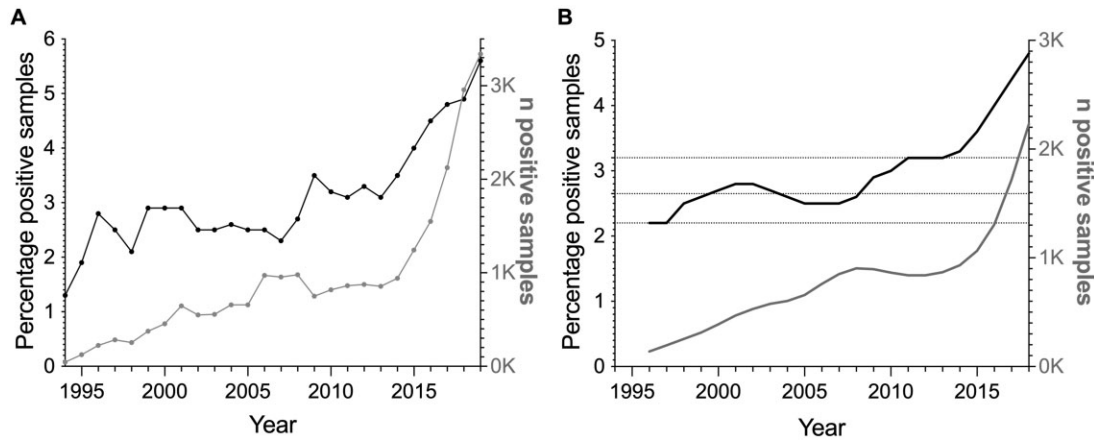 A
Percentage positive samples
6
5
4
3
2
1
0
3K
2K
1K
0K
n positive samples
1995 2000 2005 2010 2015
Year
B
Percentage positive samples
5
4
3
2
1
0
3K
2K
1K
0K
n positive samples
1995 2000 2005 2010 2015
Year